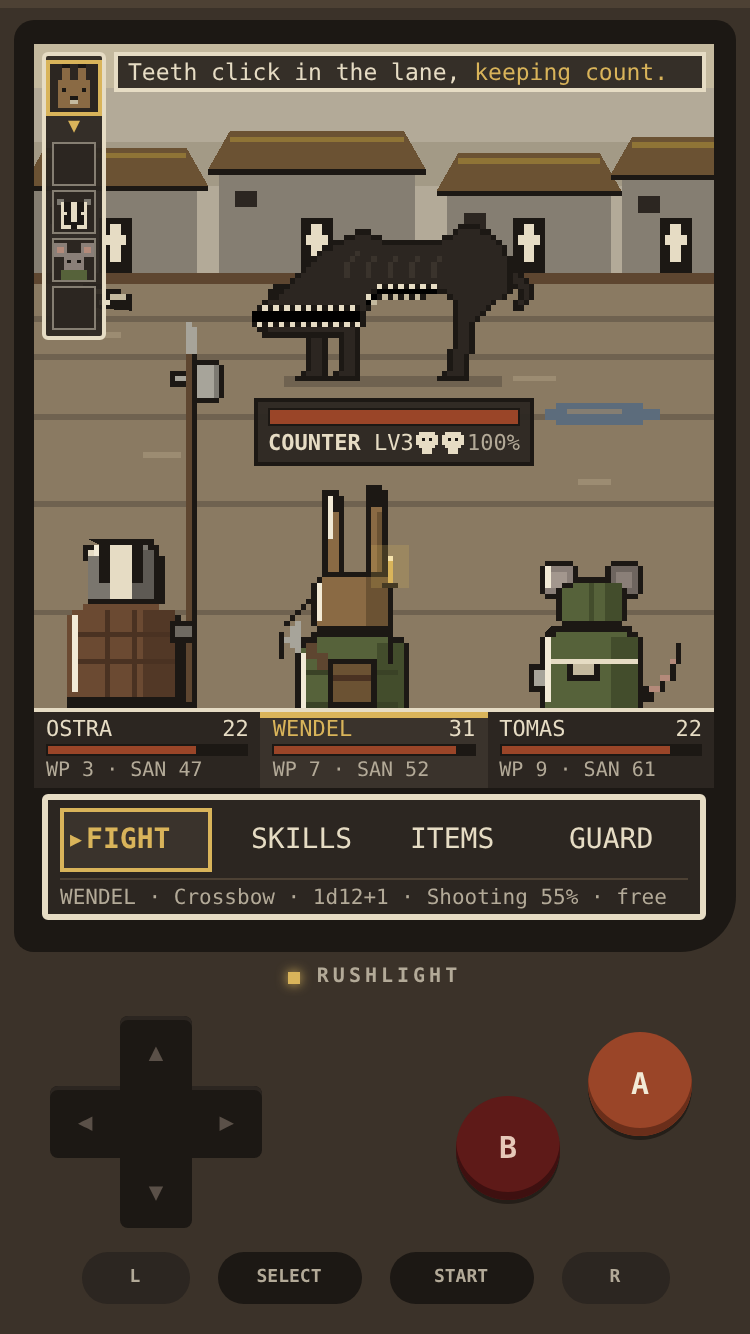 Teeth click in the lane, keeping count.
COUNTER LV3 100%
OSTRA 22
WP 3 · SAN 47
WENDEL 31
WP 7 · SAN 52
TOMAS 22
WP 9 · SAN 61
▶FIGHT SKILLS ITEMS GUARD
WENDEL · Crossbow · 1d12+1 · Shooting 55% · free
RUSHLIGHT
A
B
L SELECT START R